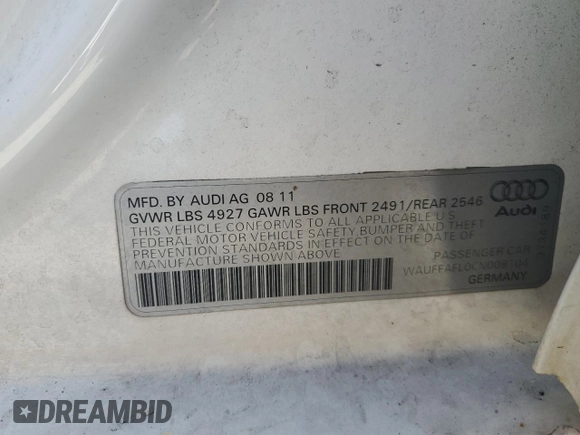 MFD. BY AUDI AG 08 11
GVWR LBS 4927 GAWR LBS FRONT 2491/REAR 2546
THIS VEHICLE CONFORMS TO ALL APPLICABLE U.S.
FEDERAL MOTOR VEHICLE SAFETY, BUMPER AND THEFT
PREVENTION STANDARDS IN EFFECT ON THE DATE OF
MANUFACTURE SHOWN ABOVE
Audi
PASSENGER CAR
GERMANY
DREAMBID